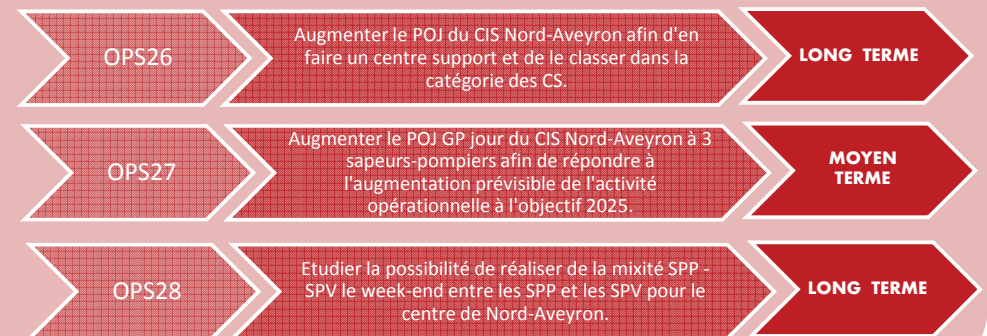 OPS26
Augmenter le POJ du CIS Nord-Aveyron afin d'en
faire un centre support et de le classer dans la
catégorie des CS.
LONG TERME
OPS27
Augmenter le POJ GP jour du CIS Nord-Aveyron à 3
sapeurs-pompiers afin de répondre à
l'augmentation prévisible de l'activité
opérationnelle à l'objectif 2025.
MOYEN
TERME
OPS28
Etudier la possibilité de réaliser de la mixité SPP -
SPV le week-end entre les SPP et les SPV pour le
centre de Nord-Aveyron.
LONG TERME